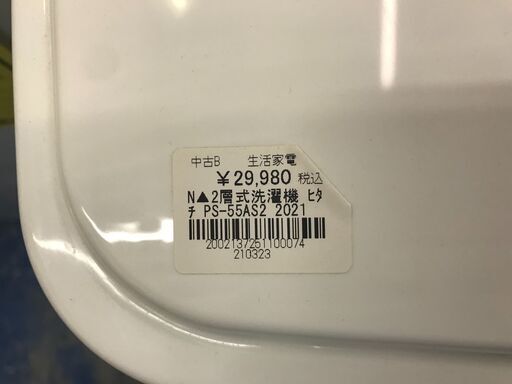 中古B 生活家電
¥29,980 税込
N▲2層式洗濯機 ﾋﾀ
ﾁ PS-55AS2 2021
2002137261100074
210323